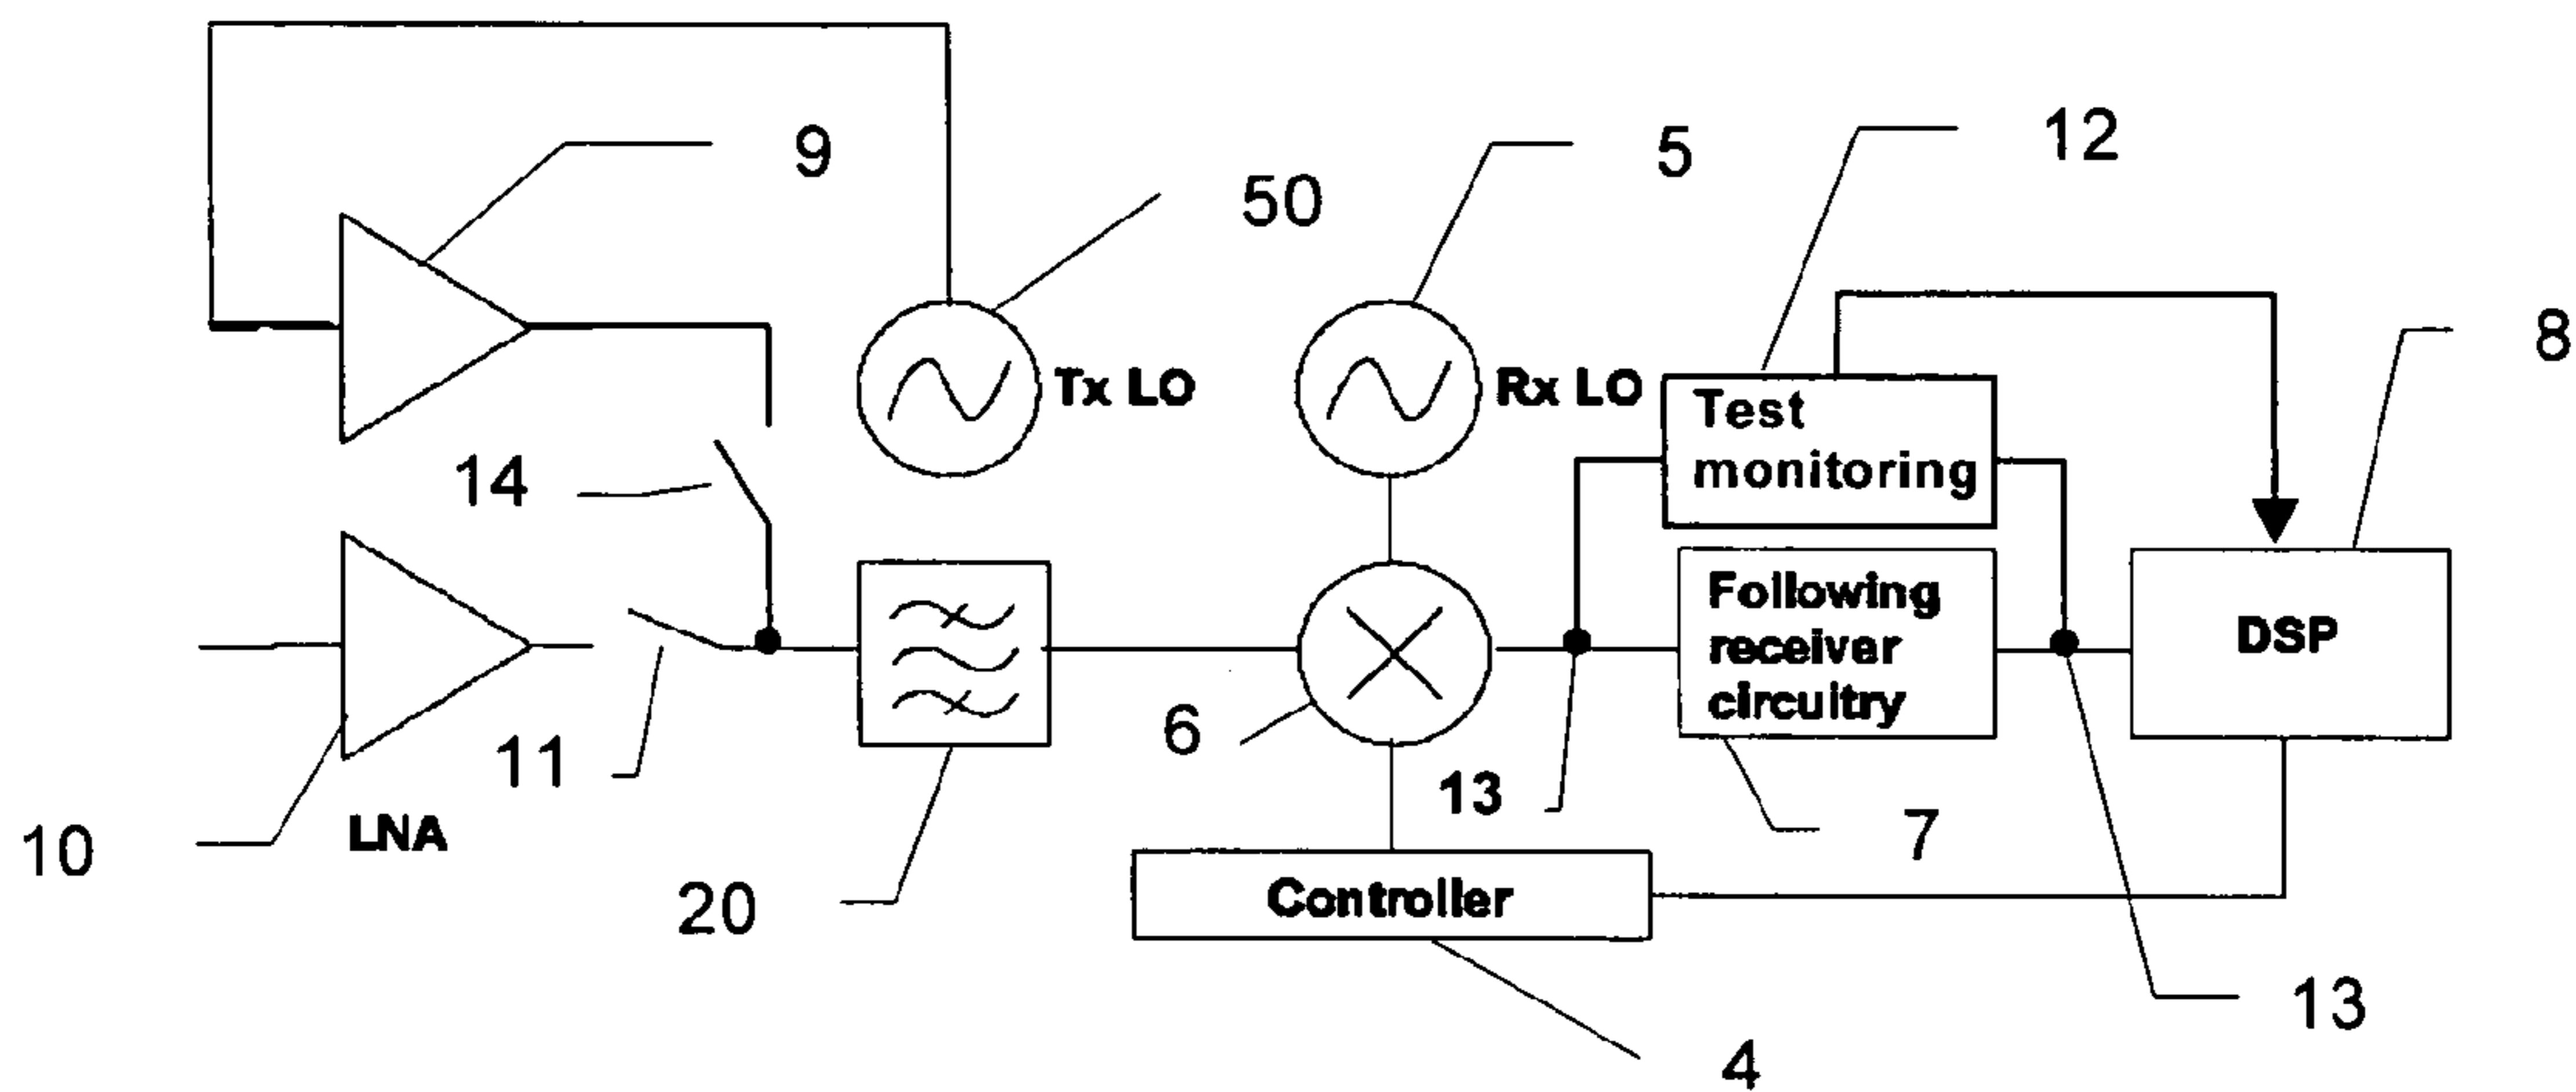 9
50
5
12
8
Tx LO
Rx LO
Test
monitoring
14
Following
receiver
circuitry
DSP
11
6
13
10
LNA
20
7
Controller
13
4